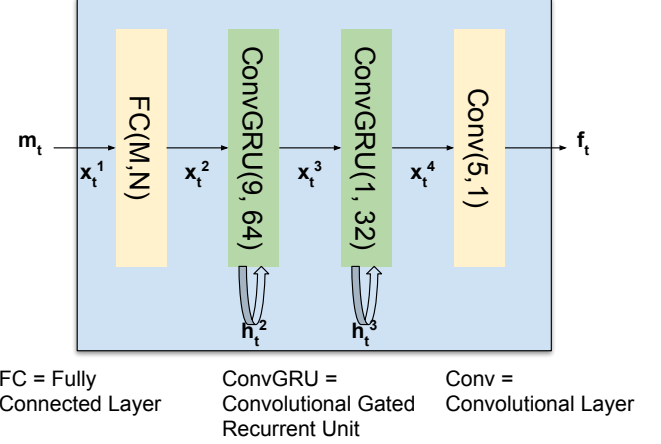 m_t
x_t^1
FC(M,N)
x_t^2
ConvGRU(9, 64)
h_t^2
x_t^3
ConvGRU(1, 32)
h_t^3
x_t^4
Conv(5,1)
f_t
FC = Fully
Connected Layer
ConvGRU =
Convolutional Gated
Recurrent Unit
Conv =
Convolutional Layer